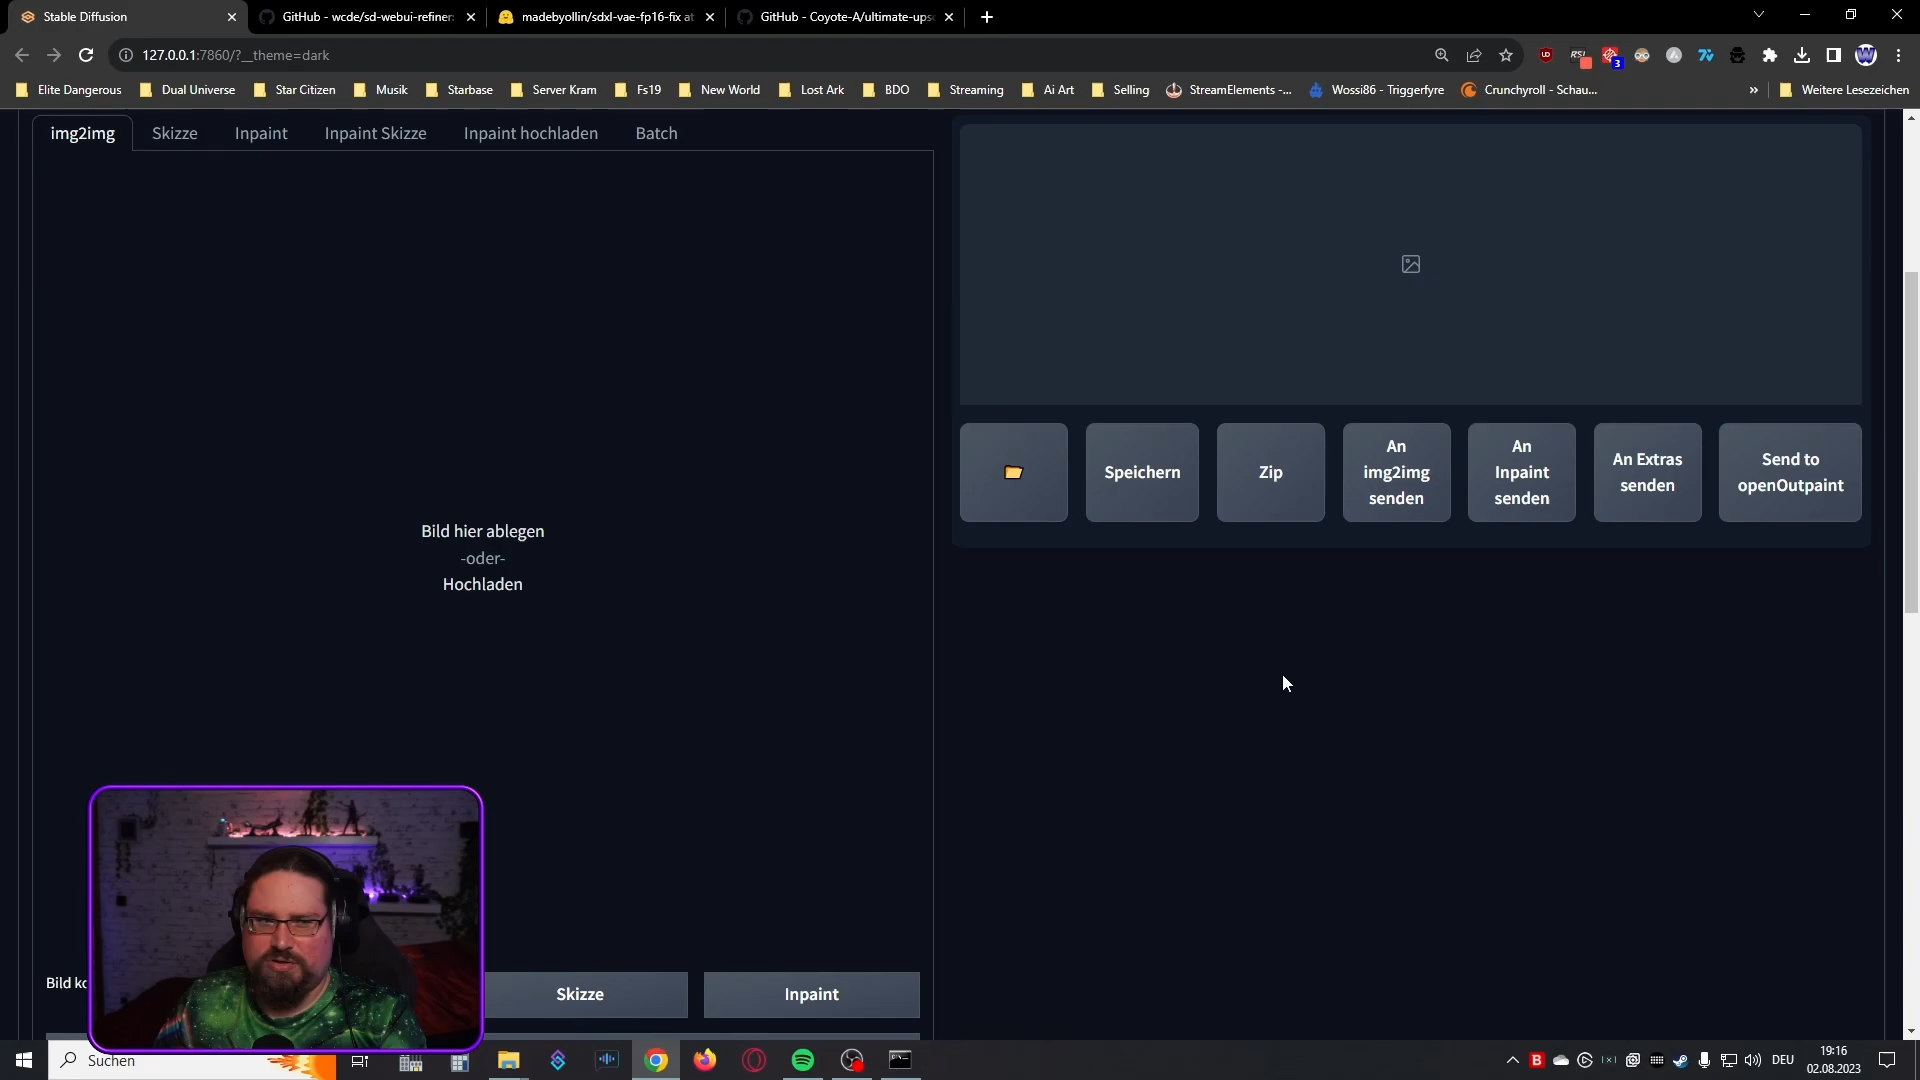 Stable Diffusion
GitHub - wcde/sd-webui-refiner:
madebyollin/sdxl-vae-fp16-fix at
GitHub - Coyote-A/ultimate-upsc
127.0.0.1:7860/?__theme=dark
3
Elite Dangerous
Dual Universe
Star Citizen
Musik
Starbase
Server Kram
Fs19
New World
Lost Ark
BDO
Streaming
Ai Art
Selling
StreamElements -...
Wossi86 - Triggerfyre
Crunchyroll - Schau...
»
Weitere Lesezeichen
img2img
Skizze
Inpaint
Inpaint Skizze
Inpaint hochladen
Batch
Bild hier ablegen
-oder-
Hochladen
Speichern
Zip
An
img2img
senden
An
Inpaint
senden
An Extras
senden
Send to
openOutpaint
Bild
Skizze
Inpaint
Suchen
DEU
19:16
02.08.2023